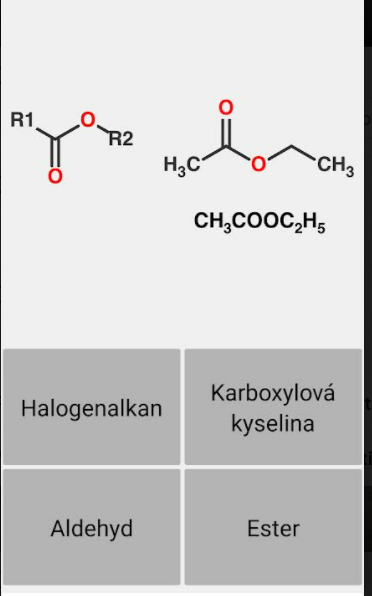 R1 O R2
O
O
H₃C O CH₃
CH₃COOC₂H₅
Halogenalkan
Karboxylová
kyselina
Aldehyd
Ester